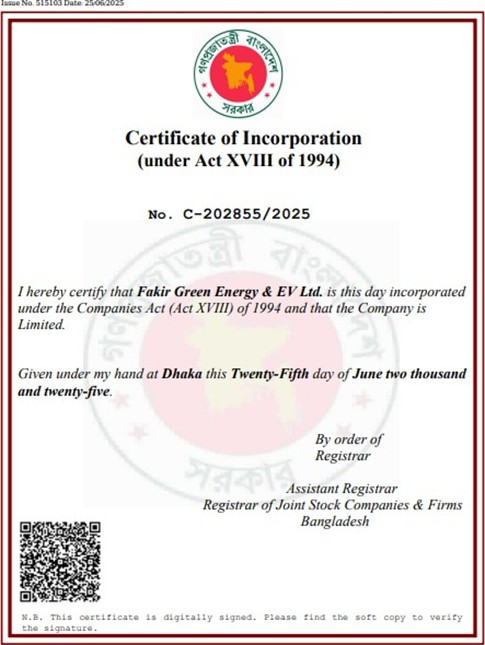 Issue No. 515103 Date: 25/06/2025
গণপ্রজাতন্ত্রী বাংলাদেশ
সরকার
Certificate of Incorporation
(under Act XVIII of 1994)
No. C-202855/2025
গণপ্রজাতন্ত্রী বাংলাদেশ
I hereby certify that Fakir Green Energy & EV Ltd. is this day incorporated
under the Companies Act (Act XVIII) of 1994 and that the Company is
Limited.
Given under my hand at Dhaka this Twenty-Fifth day of June two thousand
and twenty-five.
By order of
Registrar
সরকার
Assistant Registrar
Registrar of Joint Stock Companies & Firms
Bangladesh
N.B. This certificate is digitally signed. Please find the soft copy to verify
the signature.